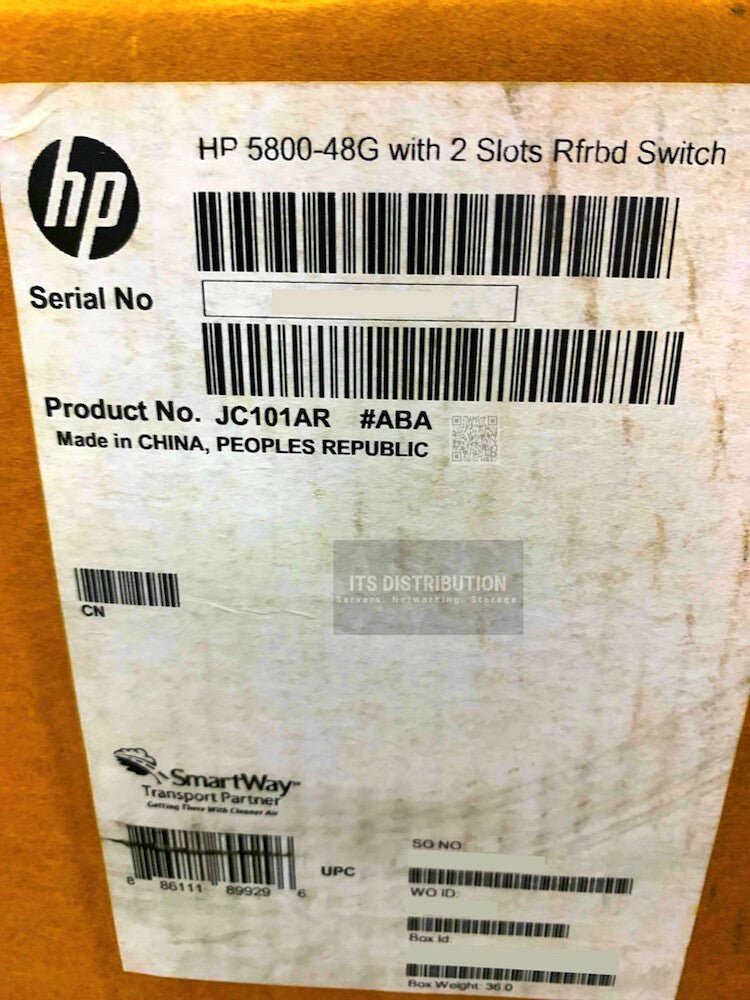 hp
HP 5800-48G with 2 Slots Rfrbd Switch
Serial No
Product No. JC101AR #ABA
Made in CHINA, PEOPLES REPUBLIC
ITS DISTRIBUTION
Servers. Networking. Storage
CN
SmartWay™
Transport Partner
Getting There With Cleaner Air
8 86111 89929 6
UPC
SO NO:
WO ID:
Box Id:
Box Weight: 36.0